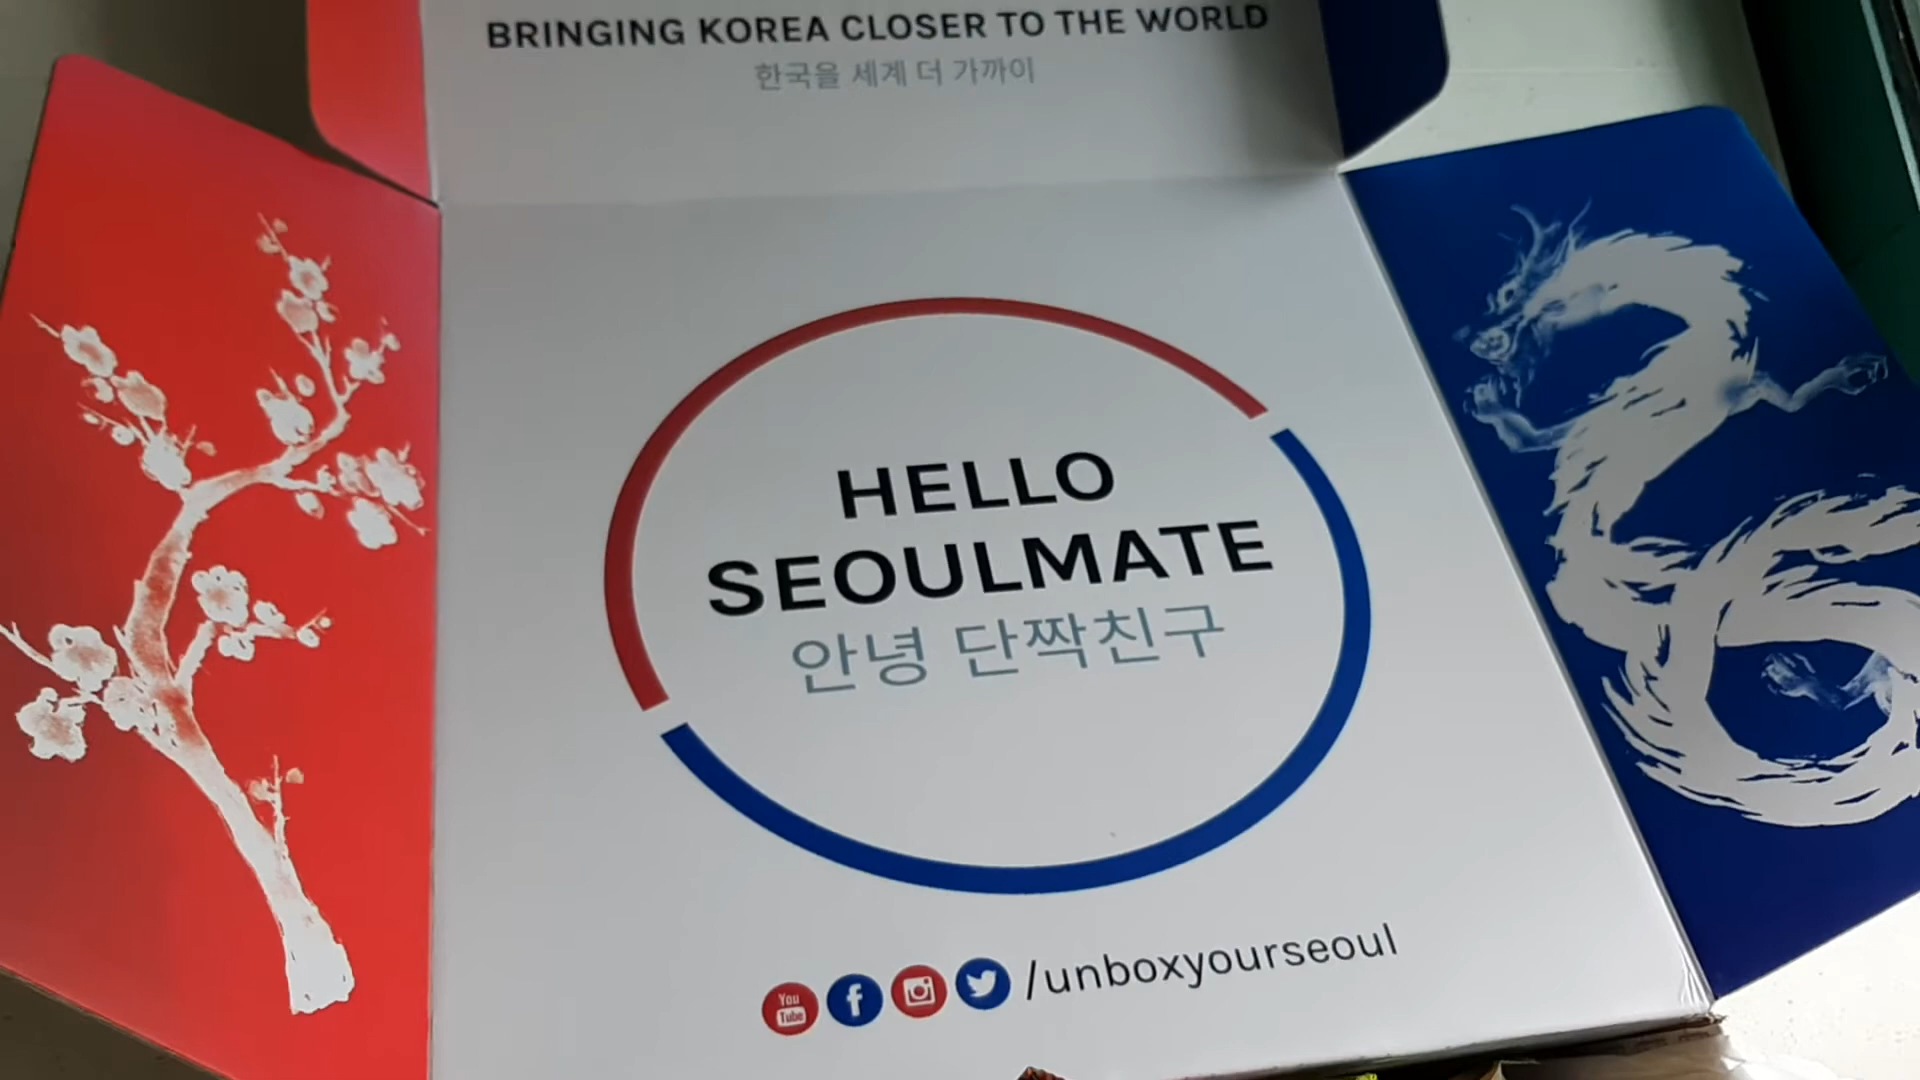 BRINGING KOREA CLOSER TO THE WORLD
한국을 세계 더 가까이
HELLO
SEOULMATE
안녕 단짝친구
You
Tube
/unboxyourseoul